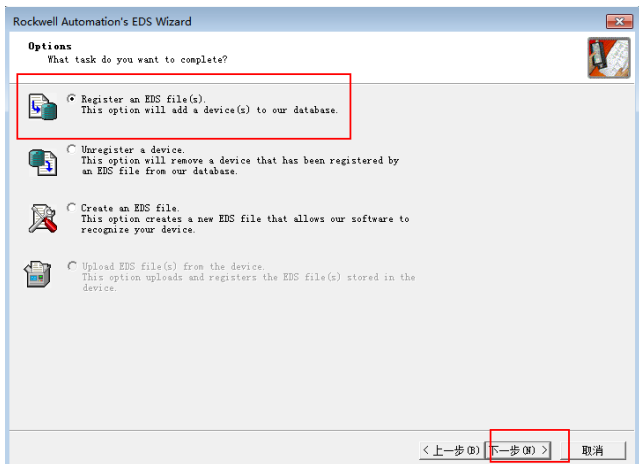 Rockwell Automation's EDS Wizard
Options
What task do you want to complete?
Register an EDS file(s).
This option will add a device(s) to our database.
Unregister a device.
This option will remove a device that has been registered by
an EDS file from our database.
Create an EDS file.
This option creates a new EDS file that allows our software to
recognize your device.
Upload EDS file(s) from the device.
This option uploads and registers the EDS file(s) stored in the
device.
< 上一步(B) 下一步(N) > 取消